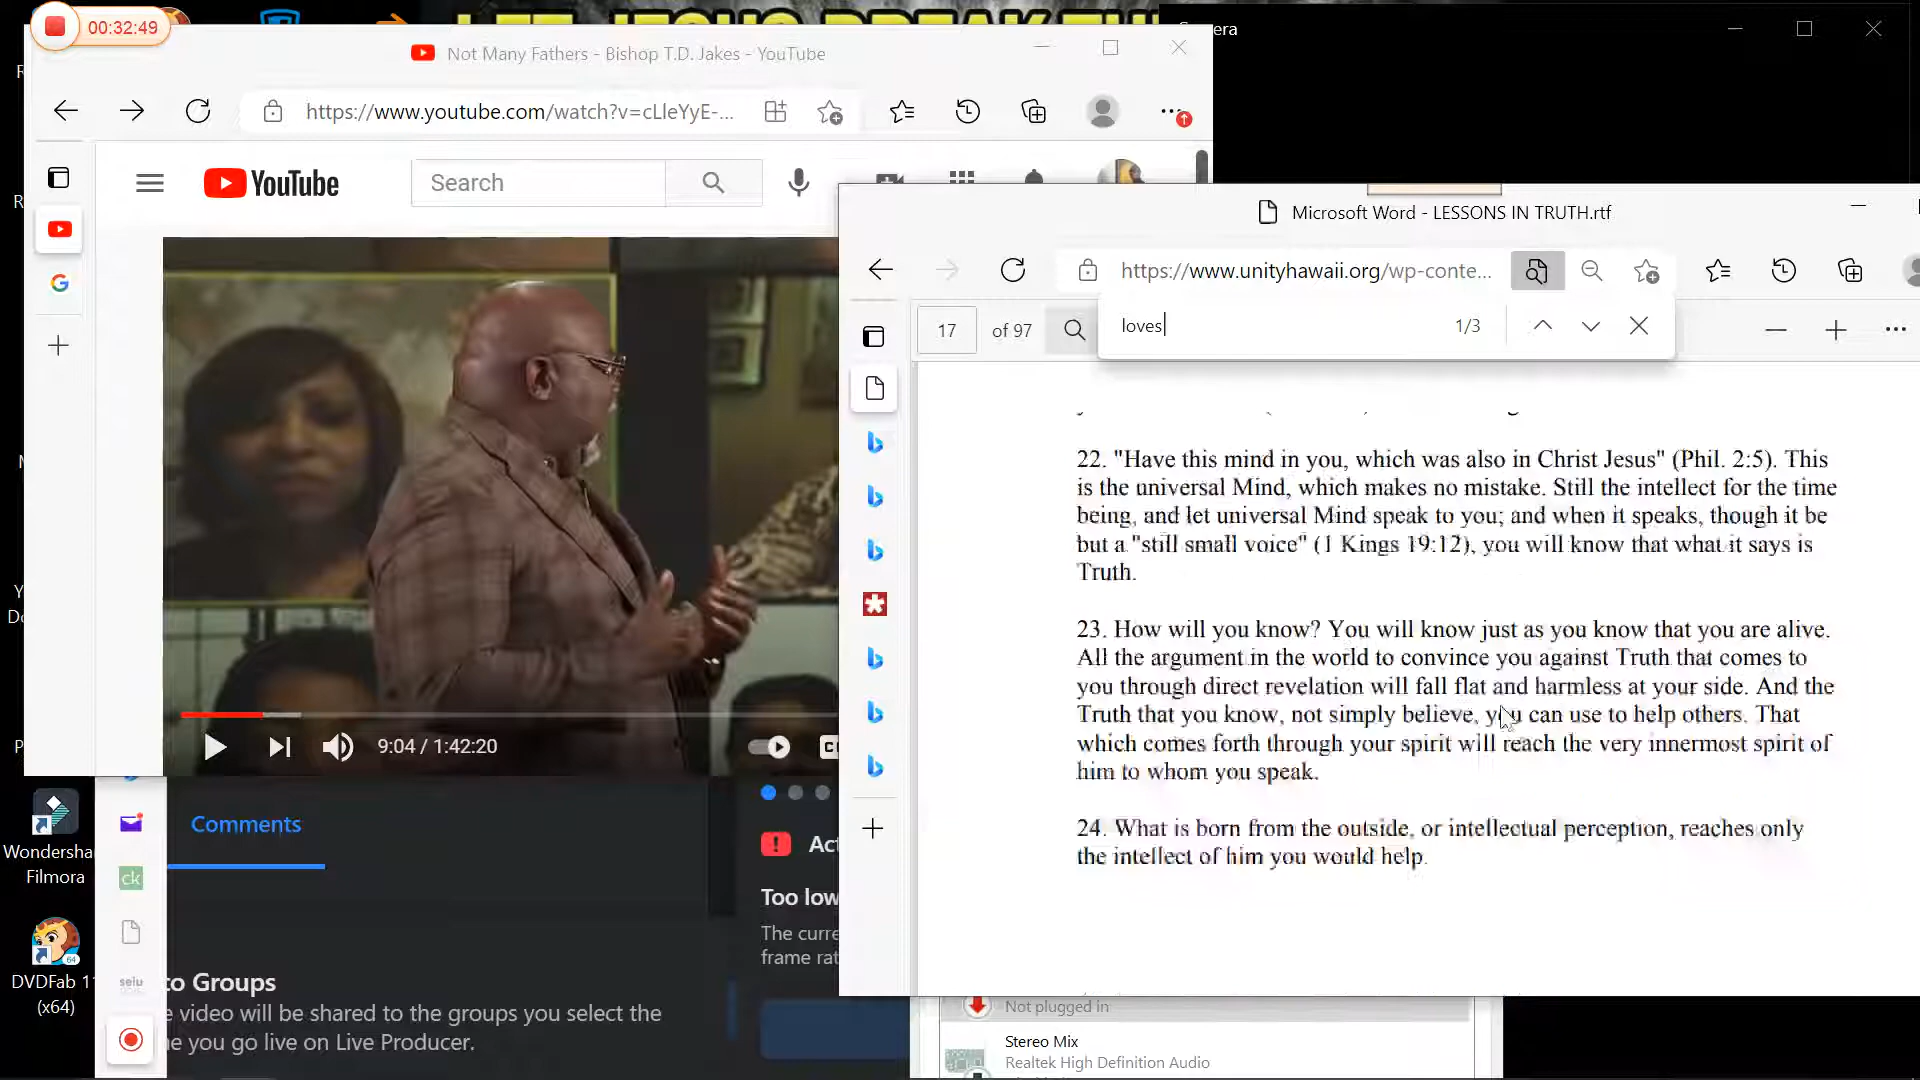 00:32:49
Not Many Fathers - Bishop T.D. Jakes - YouTube
era
https://www.youtube.com/watch?v=cLleYyE-...
YouTube
Search
Microsoft Word - LESSONS IN TRUTH.rtf
https://www.unityhawaii.org/wp-conte...
loves
1/3
17
of 97
22. "Have this mind in you, which was also in Christ Jesus" (Phil. 2:5). This
is the universal Mind, which makes no mistake. Still the intellect for the time
being, and let universal Mind speak to you; and when it speaks, though it be
but a "still small voice" (1 Kings 19:12), you will know that what it says is
Truth.
23. How will you know? You will know just as you know that you are alive.
All the argument in the world to convince you against Truth that comes to
you through direct revelation will fall flat and harmless at your side. And the
Truth that you know, not simply believe, you can use to help others. That
which comes forth through your spirit will reach the very innermost spirit of
him to whom you speak.
24. What is born from the outside, or intellectual perception, reaches only
the intellect of him you would help.
9:04 / 1:42:20
Comments
Act
Too low
The curre
frame rat
to Groups
e video will be shared to the groups you select the
e you go live on Live Producer.
Wondersha
Filmora
DVDFab 11
(x64)
ck
seiu
Not plugged in
Stereo Mix
Realtek High Definition Audio